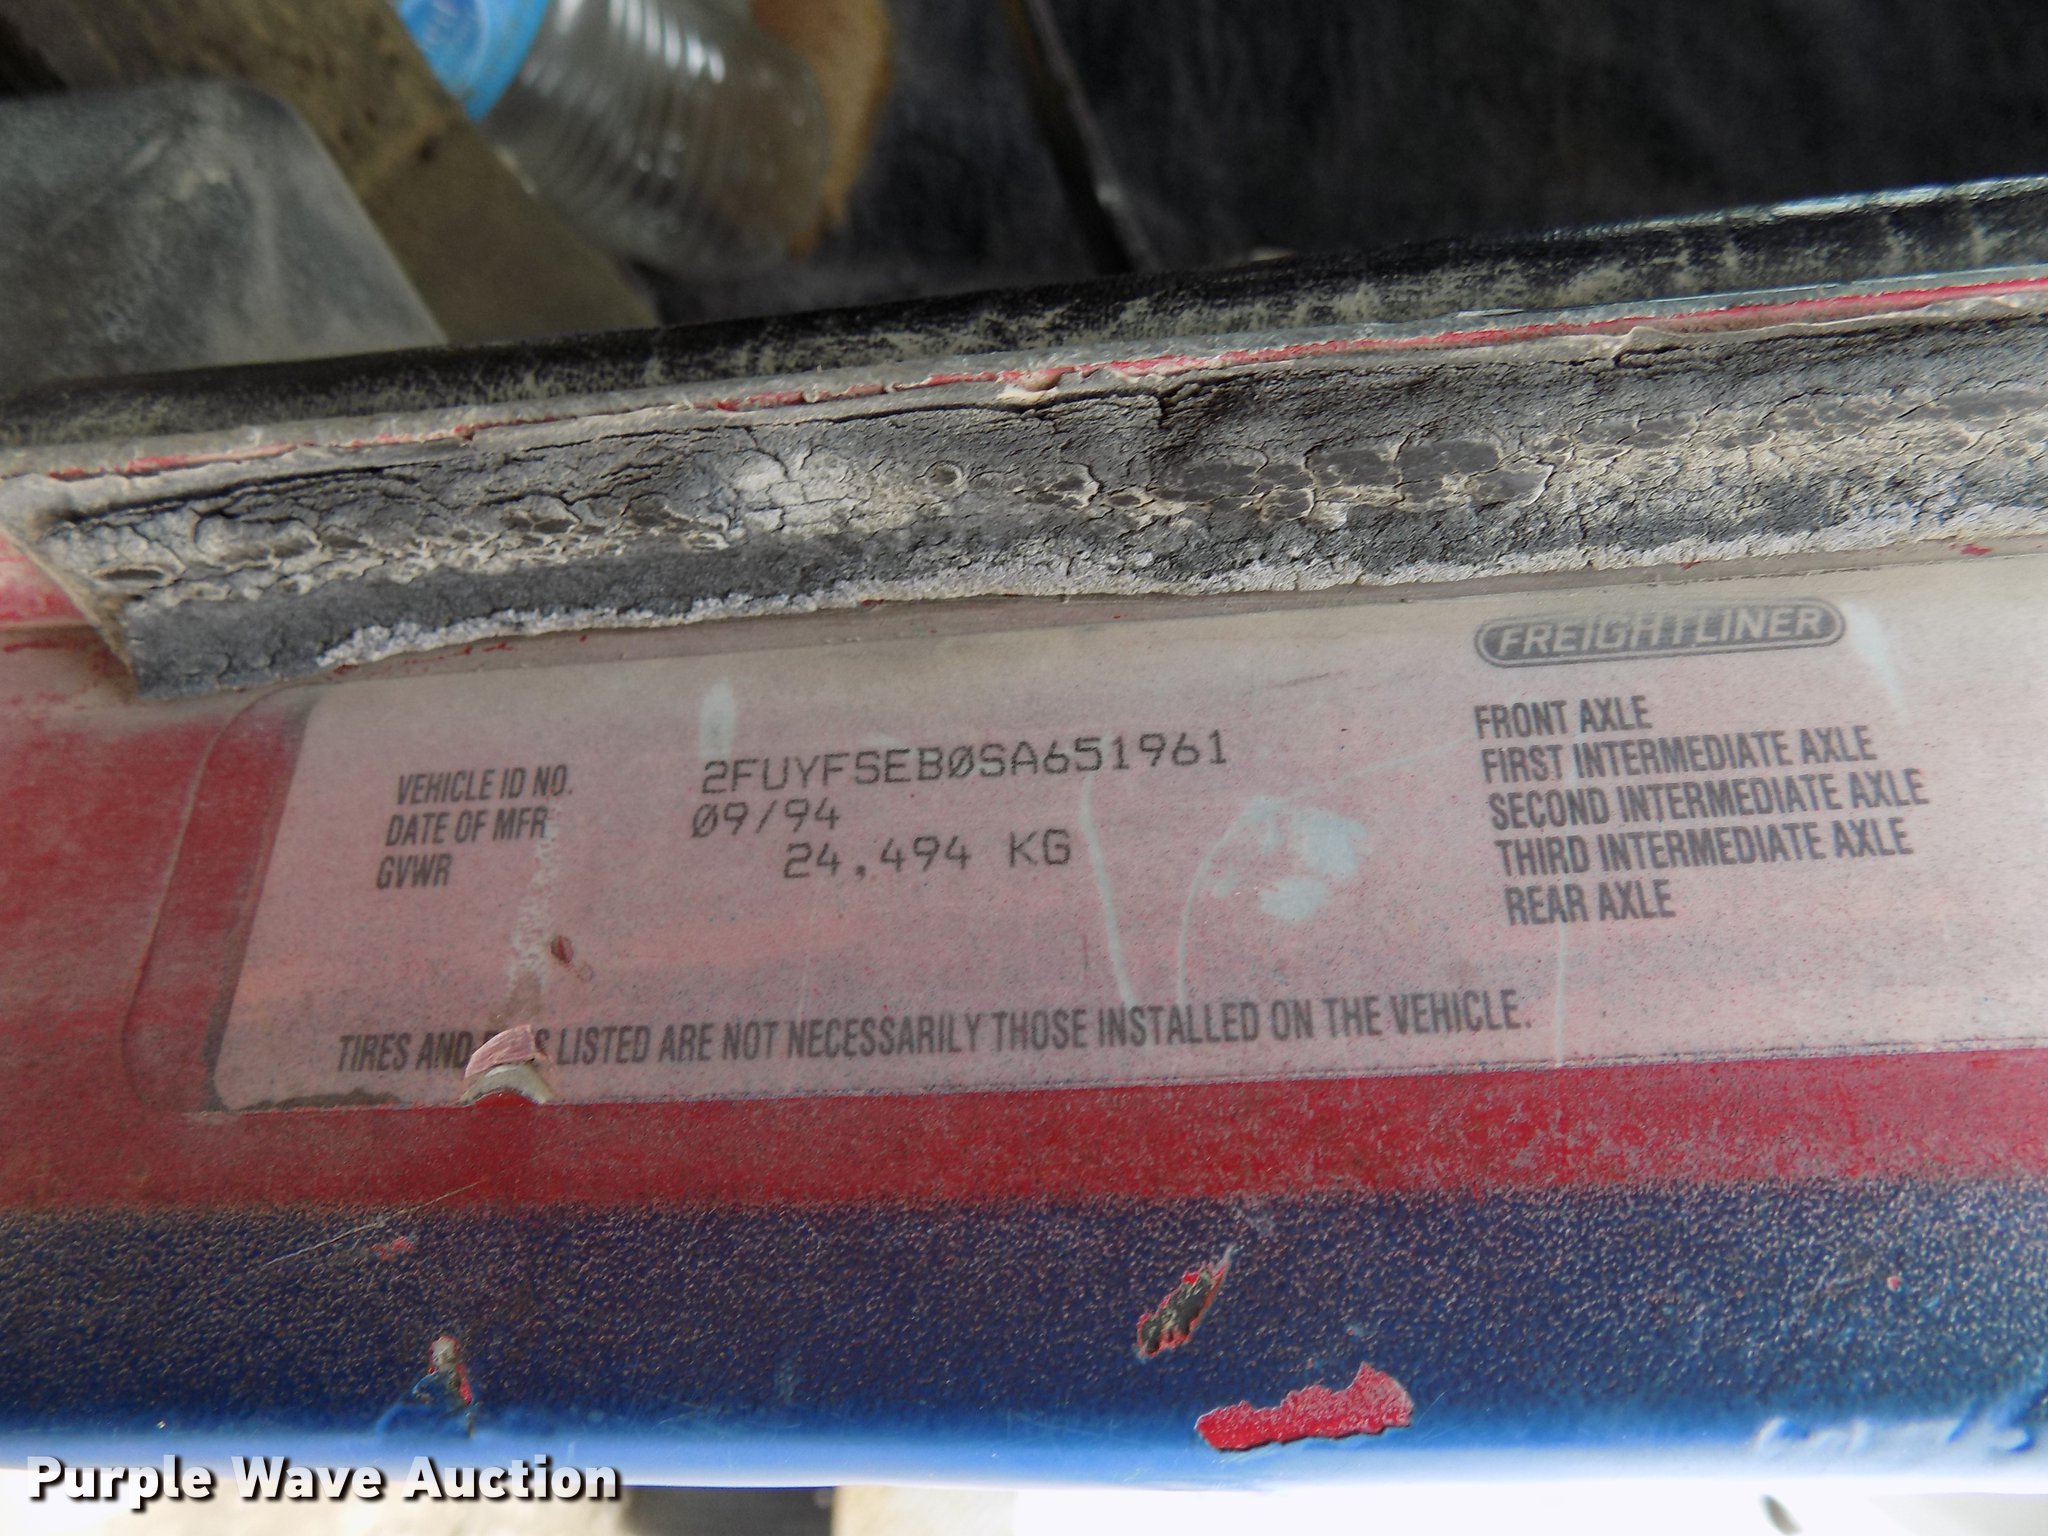 FREIGHTLINER
VEHICLE ID NO. 2FUYFSEB0SA651961
DATE OF MFR 09/94
GVWR 24,494 KG
FRONT AXLE
FIRST INTERMEDIATE AXLE
SECOND INTERMEDIATE AXLE
THIRD INTERMEDIATE AXLE
REAR AXLE
TIRES AND LISTED ARE NOT NECESSARILY THOSE INSTALLED ON THE VEHICLE.
Purple Wave Auction